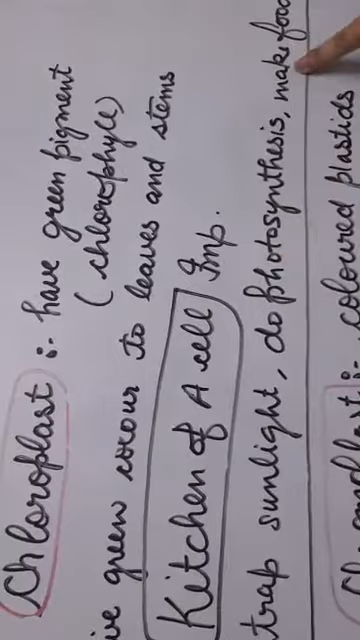 Chloroplast :- have green pigment
(chlorophyll)
green colour to leaves and stems
Kitchen of A cell Imp.
trap sunlight, do photosynthesis, make food
:- coloured plastids